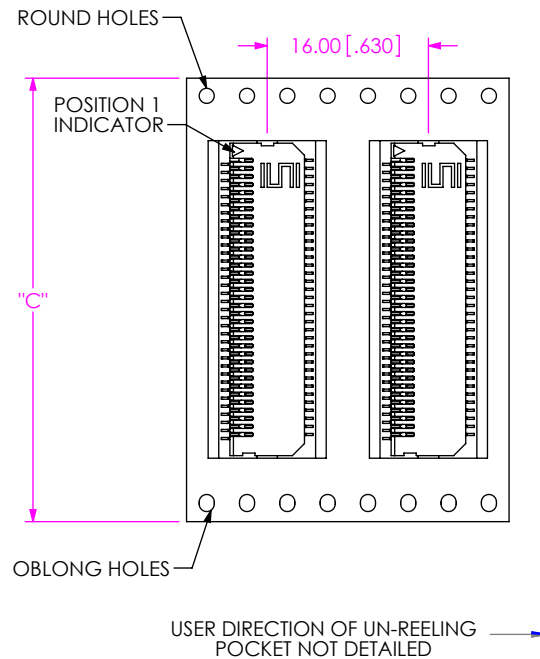 ROUND HOLES
16.00 [.630]
POSITION 1
INDICATOR
"C"
OBLONG HOLES
USER DIRECTION OF UN-REELING
POCKET NOT DETAILED